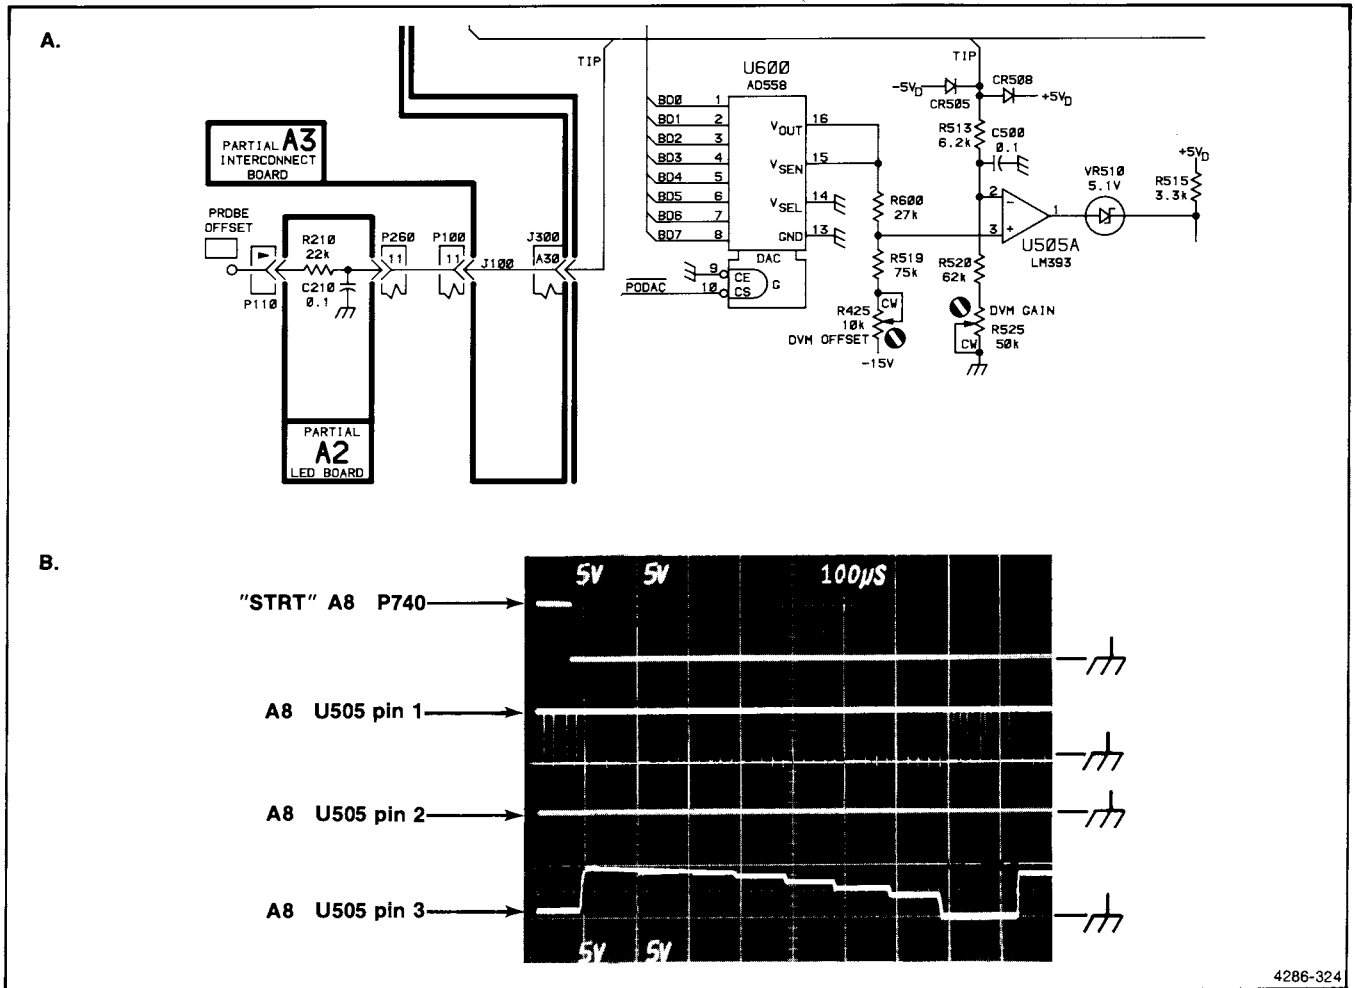 A.
TIP
PARTIAL A3
INTERCONNECT
BOARD
PROBE
OFFSET
P110
R210
22k
C210
0.1
P260
11
P100
11
J100
J300
A30
PARTIAL
A2
LED BOARD
U600
AD558
BD0 1
BD1 2
BD2 3
BD3 4
BD4 5
BD5 6
BD6 7
BD7 8
VOUT 16
VSEN 15
VSEL 14
GND 13
DAC
9 CE
PODAC 10 CS
G
R600
27k
R519
75k
CW
R425
10k
DVM OFFSET
-15V
TIP
-5VD
CR505
CR508
+5VD
R513
6.2k
C500
0.1
2 -
3 +
1
U505A
LM393
R520
62k
DVM GAIN
R525
50k
CW
VR510
5.1V
+5VD
R515
3.3k
B.
5V 5V 100µS
"STRT" A8 P740
A8 U505 pin 1
A8 U505 pin 2
A8 U505 pin 3
5V 5V
4286-324